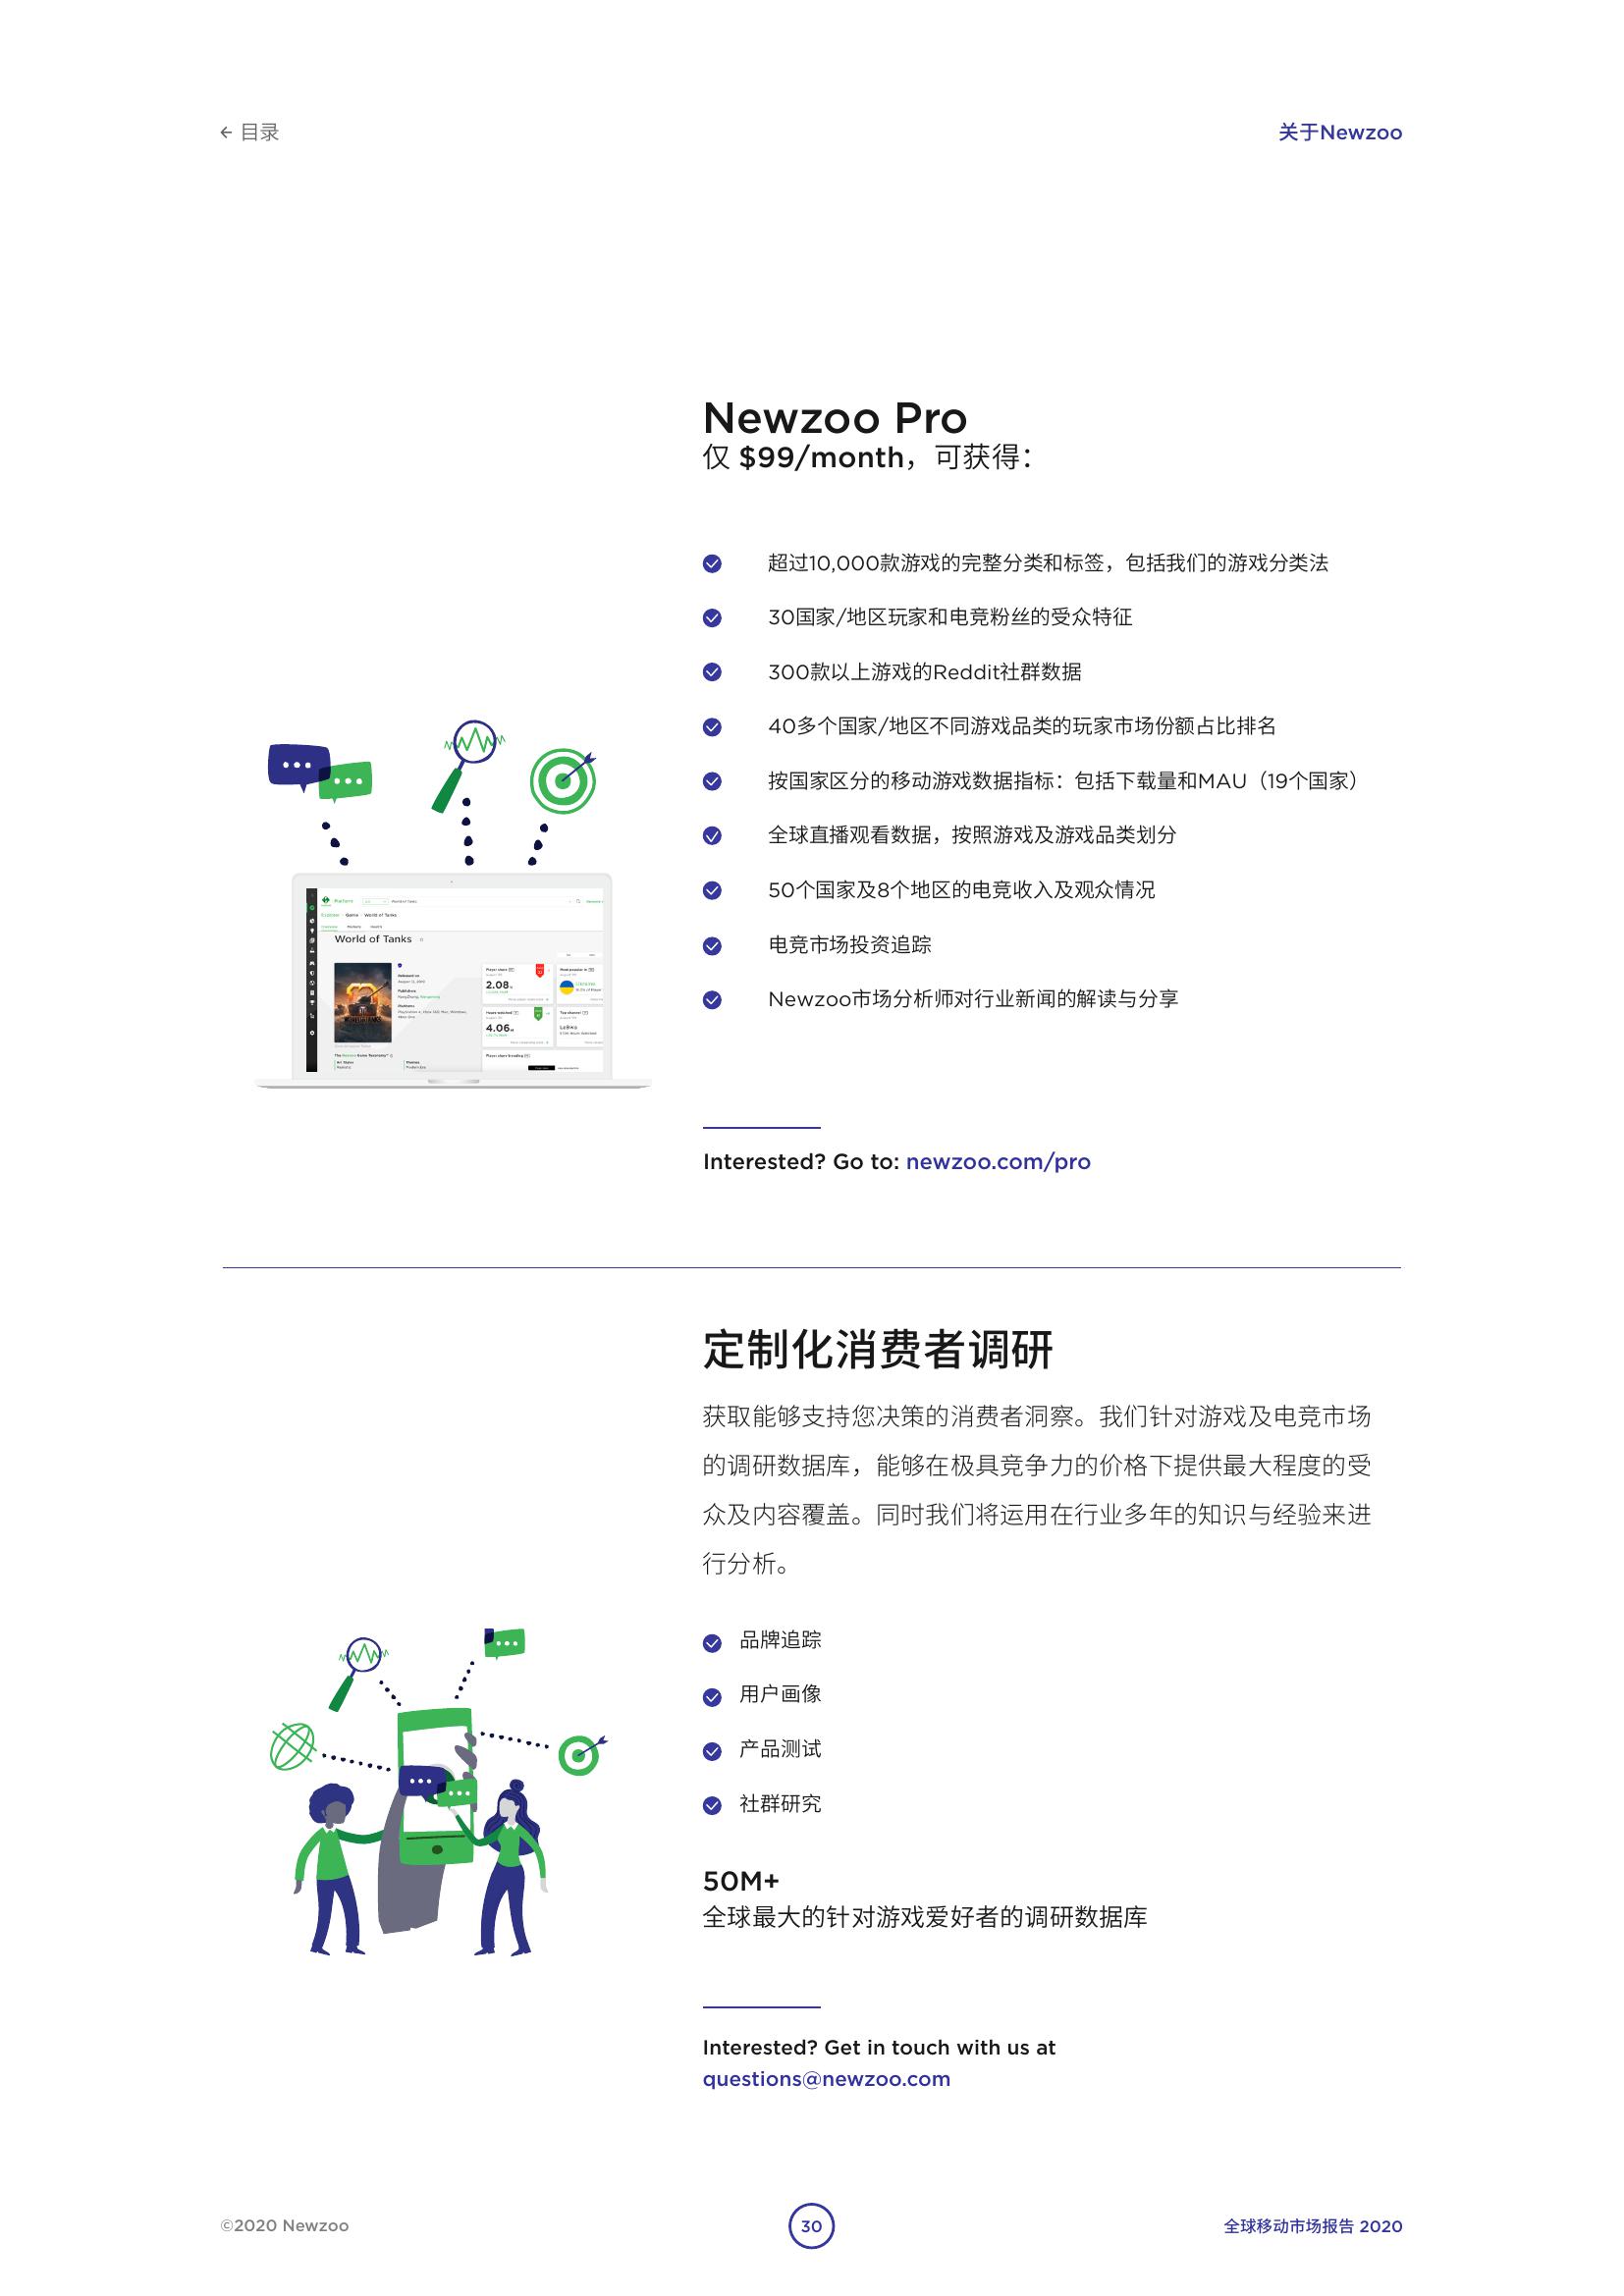 ← 目录
关于Newzoo
Newzoo Pro
仅 $99/month，可获得：
超过10,000款游戏的完整分类和标签，包括我们的游戏分类法
30国家/地区玩家和电竞粉丝的受众特征
300款以上游戏的Reddit社群数据
40多个国家/地区不同游戏品类的玩家市场份额占比排名
按国家区分的移动游戏数据指标：包括下载量和MAU（19个国家）
全球直播观看数据，按照游戏及游戏品类划分
50个国家及8个地区的电竞收入及观众情况
电竞市场投资追踪
Newzoo市场分析师对行业新闻的解读与分享
World of Tanks
2.08
4.06
Interested? Go to: newzoo.com/pro
定制化消费者调研
获取能够支持您决策的消费者洞察。我们针对游戏及电竞市场
的调研数据库，能够在极具竞争力的价格下提供最大程度的受
众及内容覆盖。同时我们将运用在行业多年的知识与经验来进
行分析。
品牌追踪
用户画像
产品测试
社群研究
50M+
全球最大的针对游戏爱好者的调研数据库
Interested? Get in touch with us at
questions@newzoo.com
©2020 Newzoo
30
全球移动市场报告 2020